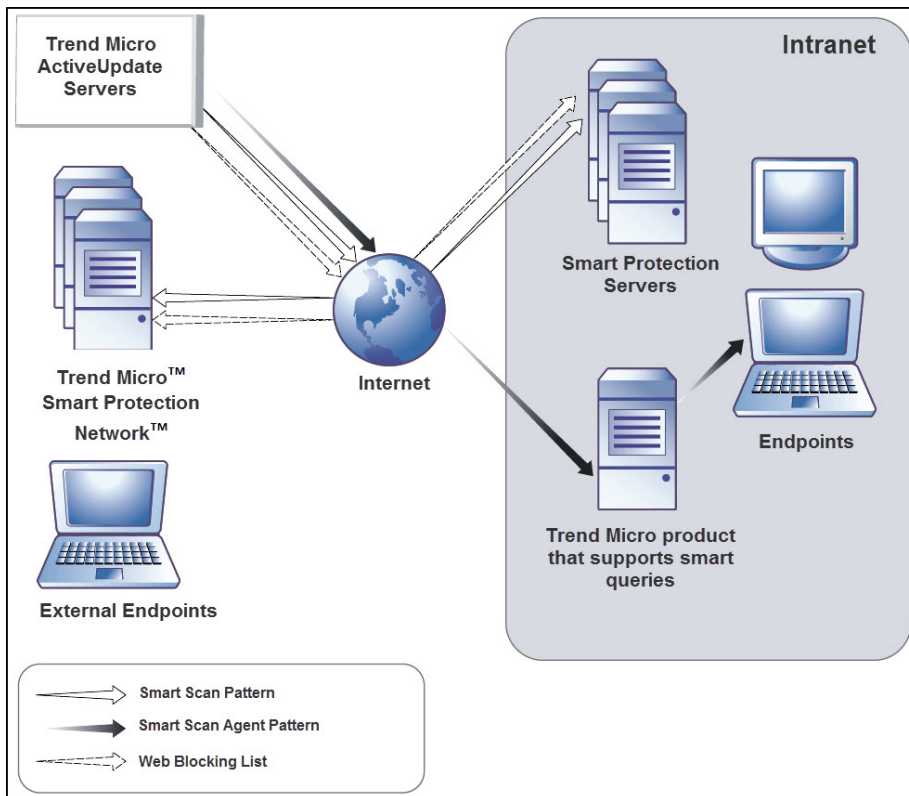 Trend Micro
ActiveUpdate
Servers
Intranet
Smart Protection
Servers
Internet
Trend Micro™
Smart Protection
Network™
Endpoints
Trend Micro product
that supports smart
queries
External Endpoints
Smart Scan Pattern
Smart Scan Agent Pattern
Web Blocking List